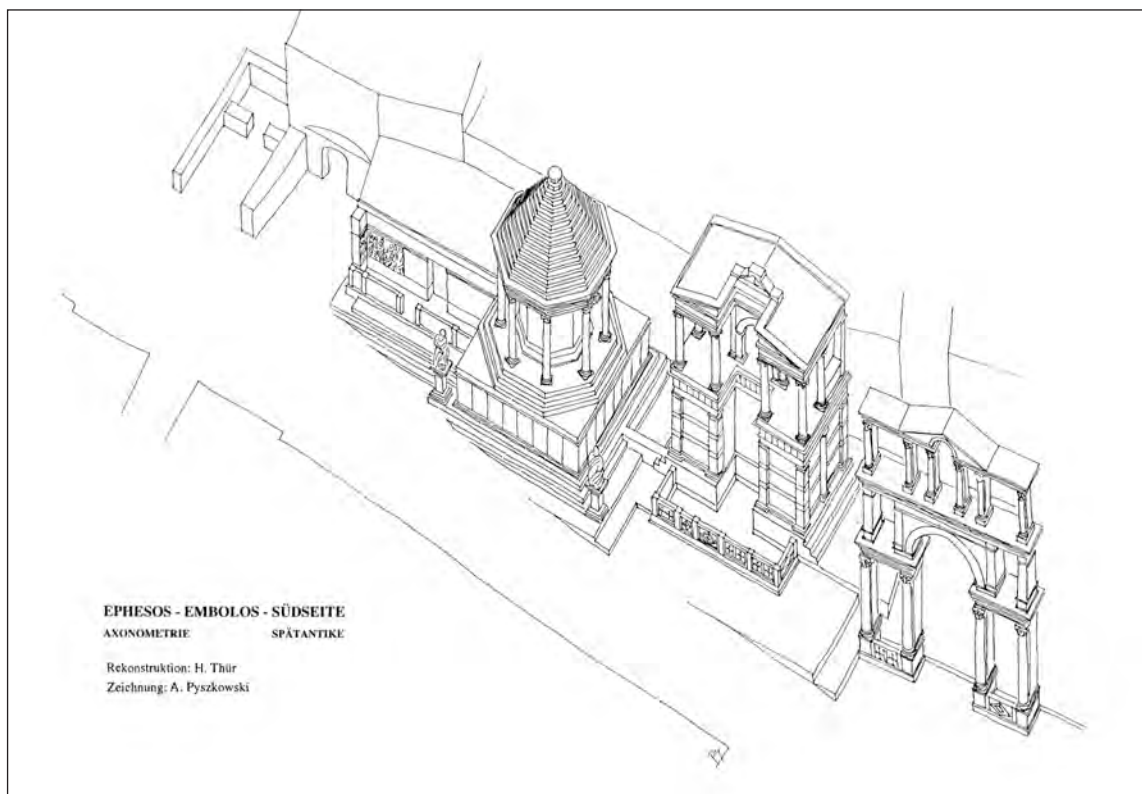 EPHESOS - EMBOLOS - SÜDSEITE
AXONOMETRIE SPÄTANTIKE
Rekonstruktion: H. Thür
Zeichnung: A. Pyszkowski